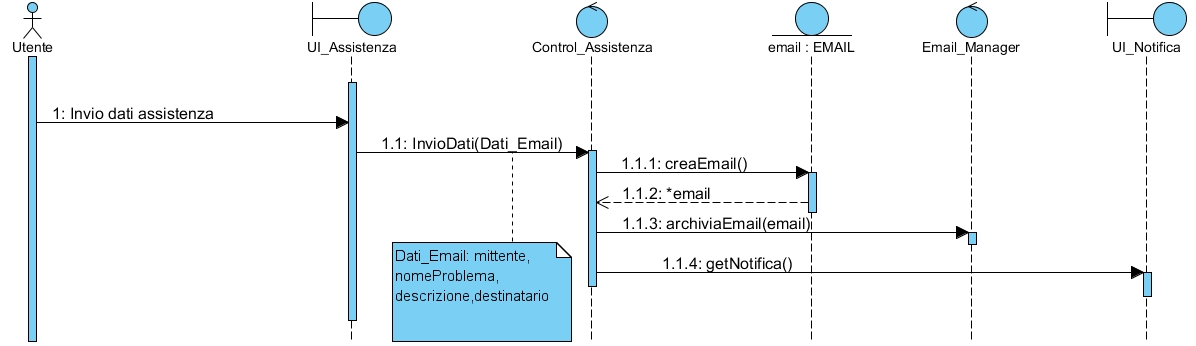 Utente
UI_Assistenza
Control_Assistenza
email : EMAIL
Email_Manager
UI_Notifica
1: Invio dati assistenza
1.1: InvioDati(Dati_Email)
1.1.1: creaEmail()
1.1.2: *email
1.1.3: archiviaEmail(email)
1.1.4: getNotifica()
Dati_Email: mittente,
nomeProblema,
descrizione,destinatario